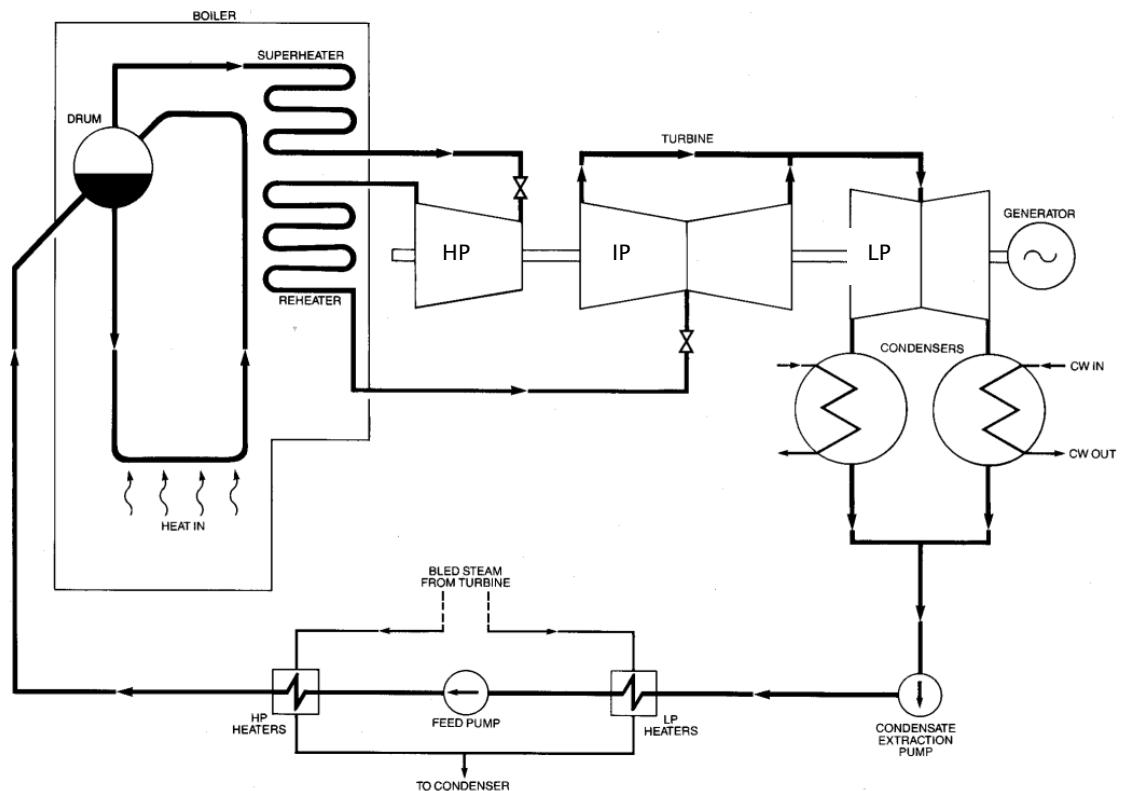 BOILER
SUPERHEATER
DRUM
TURBINE
GENERATOR
HP
IP
LP
REHEATER
CONDENSERS
CW IN
CW OUT
HEAT IN
BLED STEAM
FROM TURBINE
HP
HEATERS
FEED PUMP
LP
HEATERS
CONDENSATE
EXTRACTION
PUMP
TO CONDENSER